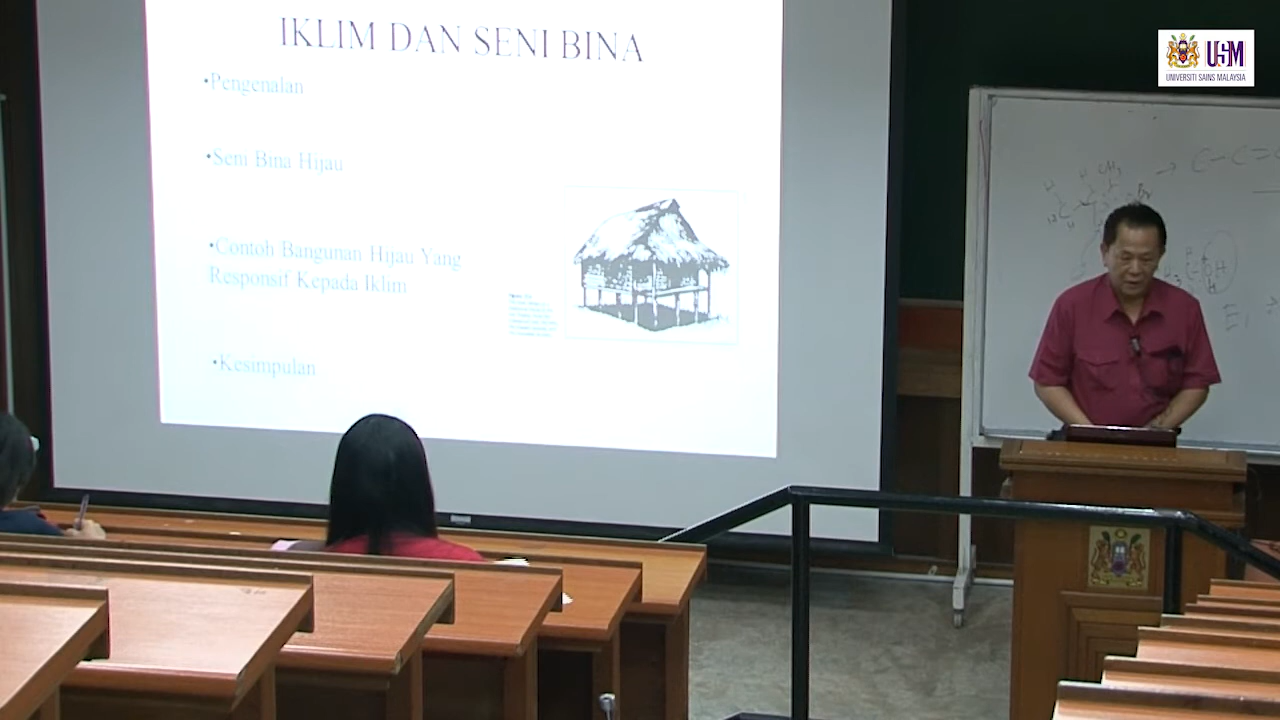 IKLIM DAN SENI BINA
•Pengenalan
•Seni Bina Hijau
•Contoh Bangunan Hijau Yang
Responsif Kepada Iklim
•Kesimpulan
USM
UNIVERSITI SAINS MALAYSIA